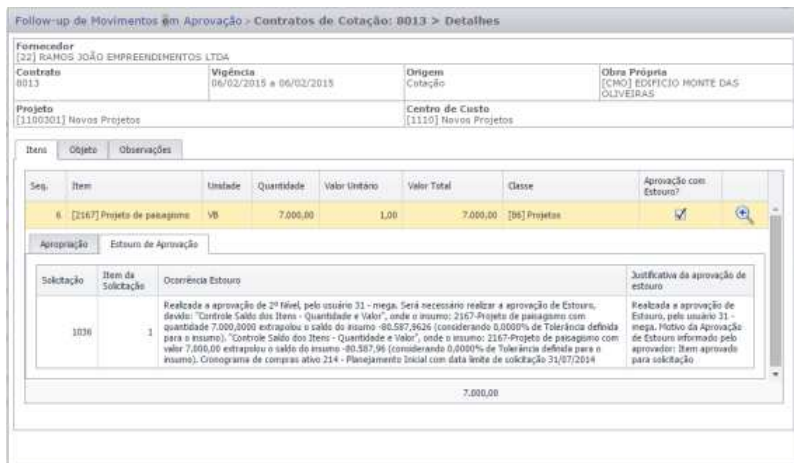 Follow-up de Movimentos em Aprovação > Contratos de Cotação: 8013 > Detalhes
Fornecedor
[22] RAMOS JOÃO EMPREENDIMENTOS LTDA
Contrato Vigência Origem Obra Própria
8013 06/02/2015 a 06/02/2015 Cotação [CMO] EDIFICIO MONTE DAS
OLIVEIRAS
Projeto Centro de Custo
[1100301] Novos Projetos [1110] Novos Projetos
Itens Objeto Observações
Seq. Item Unidade Quantidade Valor Unitário Valor Total Classe Aprovação com
Estouro?
6 [2167] Projeto de paisagismo VB 7.000,00 1,00 7.000,00 [B6] Projetos
Apropriação Estouro de Aprovação
Solicitação Item da
Solicitação Ocorrência Estouro Justificativa da aprovação de
estouro
Realizada a aprovação de 2º Nível, pelo usuário 31 - mega. Será necessário realizar a aprovação de Estouro, Realizada a aprovação de
devido: "Controle Saldo dos Itens - Quantidade e Valor", onde o insumo: 2167-Projeto de paisagismo com Estouro, pelo usuário 31 -
quantidade 7.000,0000 extrapolou o saldo do insumo -80.587,9626 (considerando 0,0000% de Tolerância definida mega. Motivo da Aprovação
1036 1 para o insumo). "Controle Saldo dos Itens - Quantidade e Valor", onde o insumo: 2167-Projeto de paisagismo com de Estouro informado pelo
valor 7.000,00 extrapolou o saldo do insumo -80.587,96 (considerando 0,0000% de Tolerância definida para o aprovador: Item aprovado
insumo). Cronograma de compras ativo 214 - Planejamento Inicial com data limite de solicitação 31/07/2014 para solicitação
7.000,00